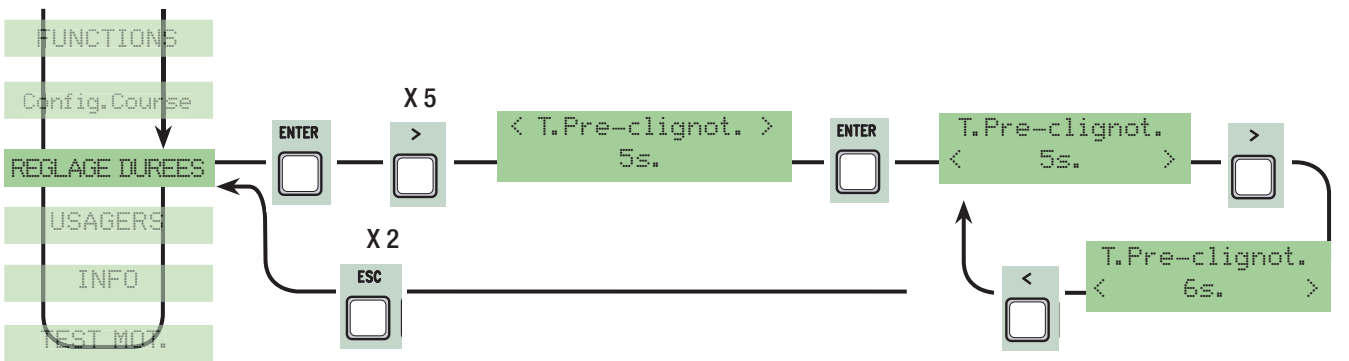 FUNCTIONS
Config.Course
REGLAGE DUREES
USAGERS
INFO
TEST MOT.
ENTER
X 5
>
< T.Pre-clignot. >
5s.
ENTER
T.Pre-clignot.
< 5s. >
>
T.Pre-clignot.
< 6s. >
<
X 2
ESC